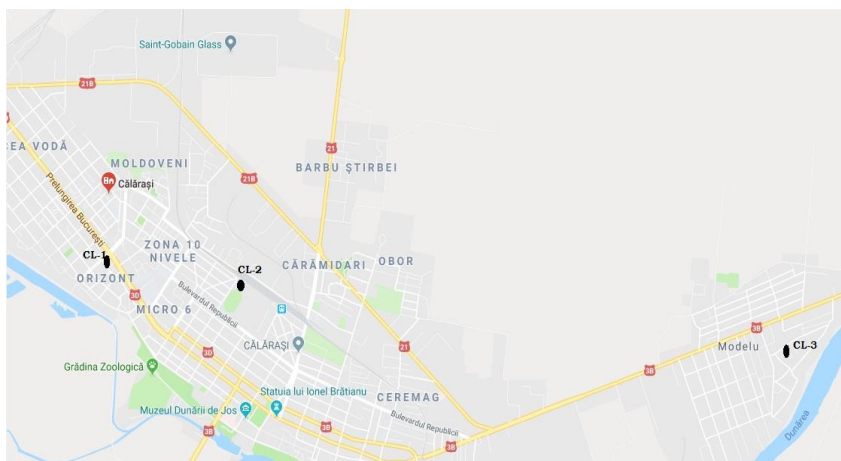 Saint-Gobain Glass
21B
EA VODĂ
MOLDOVENI
21
BARBU ȘTIRBEI
21B
Călărași
Prelungirea București
ZONA 10
NIVELE
CL-1
ORIZONT
CL-2
CĂRĂMIDARI
OBOR
3D
MICRO 6
Bulevardul Republicii
3B
Modelu
CL-3
CĂLĂRAȘI
3D
21
Grădina Zoologică
3B
Statuia lui Ionel Brătianu
CEREMAG
Muzeul Dunării de Jos
Bulevardul Republicii
Dunărea
3B
3B
3B